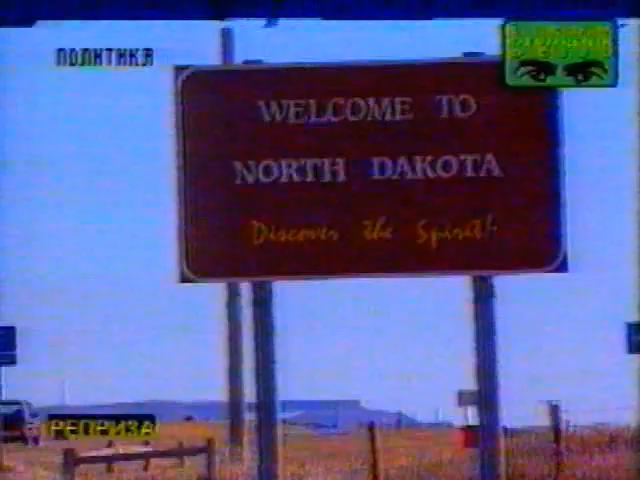 ПОЛИТИКА
WELCOME TO
NORTH DAKOTA
Discover the Spirit!
РЕПРИЗА